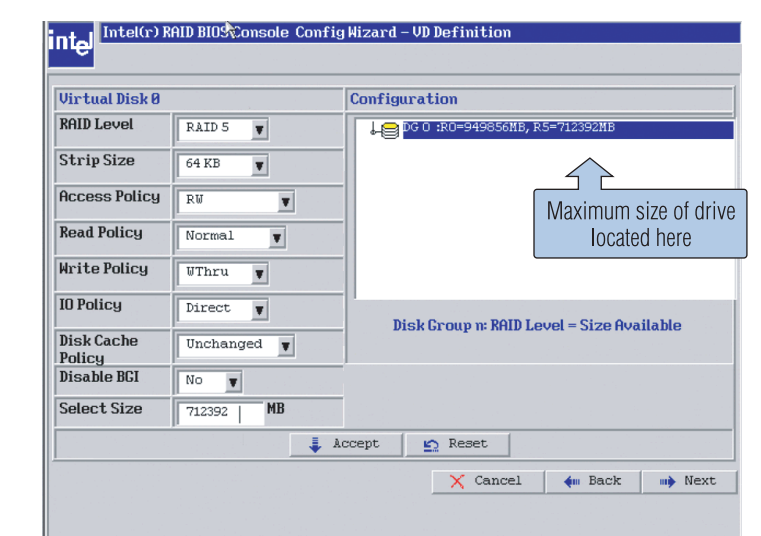 intel Intel(r) RAID BIOS Console Config Wizard – VD Definition
Virtual Disk 0
Configuration
RAID Level RAID 5
DG 0 :R0=949856MB, R5=712392MB
Strip Size 64 KB
Access Policy RW
Maximum size of drive
located here
Read Policy Normal
Write Policy WThru
IO Policy Direct
Disk Group n: RAID Level = Size Available
Disk Cache
Policy
Unchanged
Disable BGI No
Select Size 712392 MB
Accept Reset
Cancel Back Next